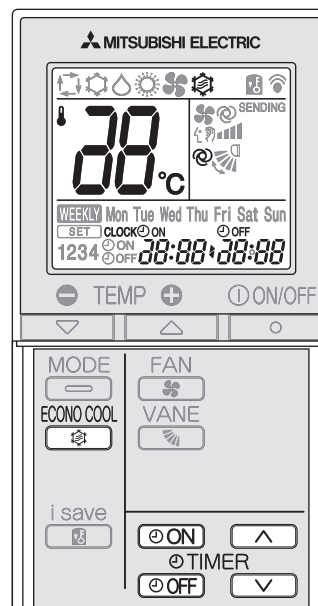 MITSUBISHI ELECTRIC
SENDING
88°C
WEEKLY Mon Tue Wed Thu Fri Sat Sun
SET CLOCK ON OFF
1234 ON OFF 88:88 88:88
TEMP ON/OFF
MODE FAN
ECONO COOL VANE
i save
ON
TIMER
OFF